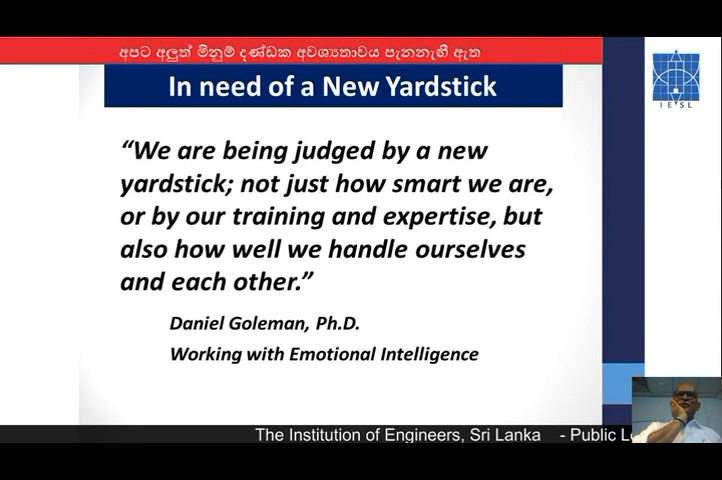 අපට අලුත් මිනුම් දණ්ඩක අවශ්‍යතාවය පැනනැඟී ඇත
In need of a New Yardstick
“We are being judged by a new
yardstick; not just how smart we are,
or by our training and expertise, but
also how well we handle ourselves
and each other.”
Daniel Goleman, Ph.D.
Working with Emotional Intelligence
IESL
The Institution of Engineers, Sri Lanka - Public